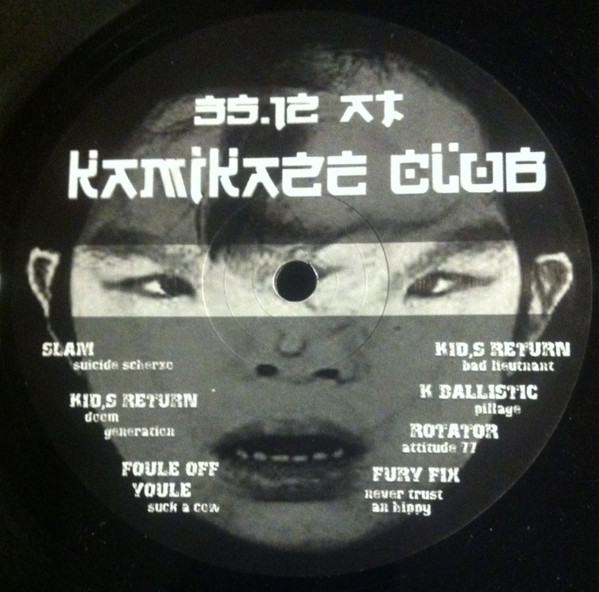 35.12 AT
KAMIKAZE CLUB
SLAM
suicide scherzo
KID,S RETURN
doom
generation
FOULE OFF
YOULE
suck a cow
KID,S RETURN
bad lieutnant
K BALLISTIC
pillage
ROTATOR
attitude 77
FURY FIX
never trust
an hippy